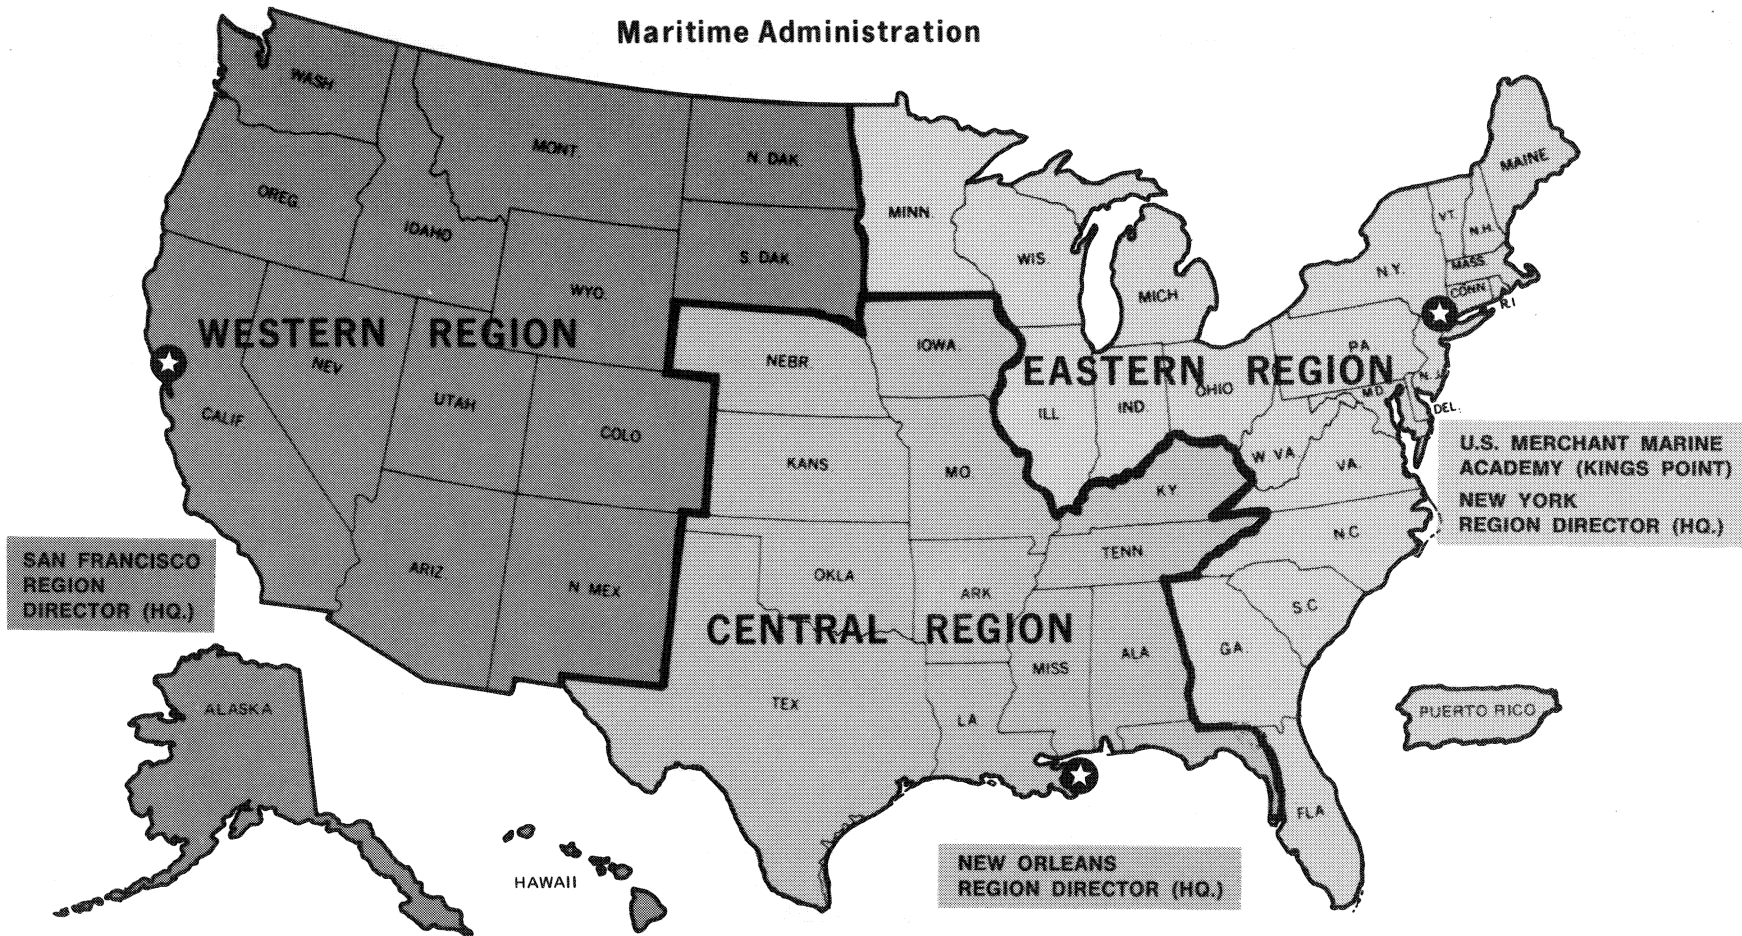 Maritime Administration
WASH
MONT.
N. DAK.
MINN.
MAINE
OREG.
IDAHO
S. DAK.
WIS.
MICH
N.Y.
VT.
N.H.
MASS.
CONN.
R.I.
WYO.
WESTERN REGION
NEV
UTAH
COLO
CALIF.
NEBR.
IOWA
EASTERN REGION
ILL
IND.
OHIO
PA
N.J.
MD.
DEL.
KANS
MO.
KY.
W VA.
VA.
U.S. MERCHANT MARINE
ACADEMY (KINGS POINT)
NEW YORK
REGION DIRECTOR (HQ.)
SAN FRANCISCO
REGION
DIRECTOR (HQ.)
ARIZ.
N MEX
OKLA
ARK
TENN
N.C
S.C
CENTRAL REGION
TEX
LA
MISS
ALA
GA.
FLA
ALASKA
HAWAII
PUERTO RICO
NEW ORLEANS
REGION DIRECTOR (HQ.)